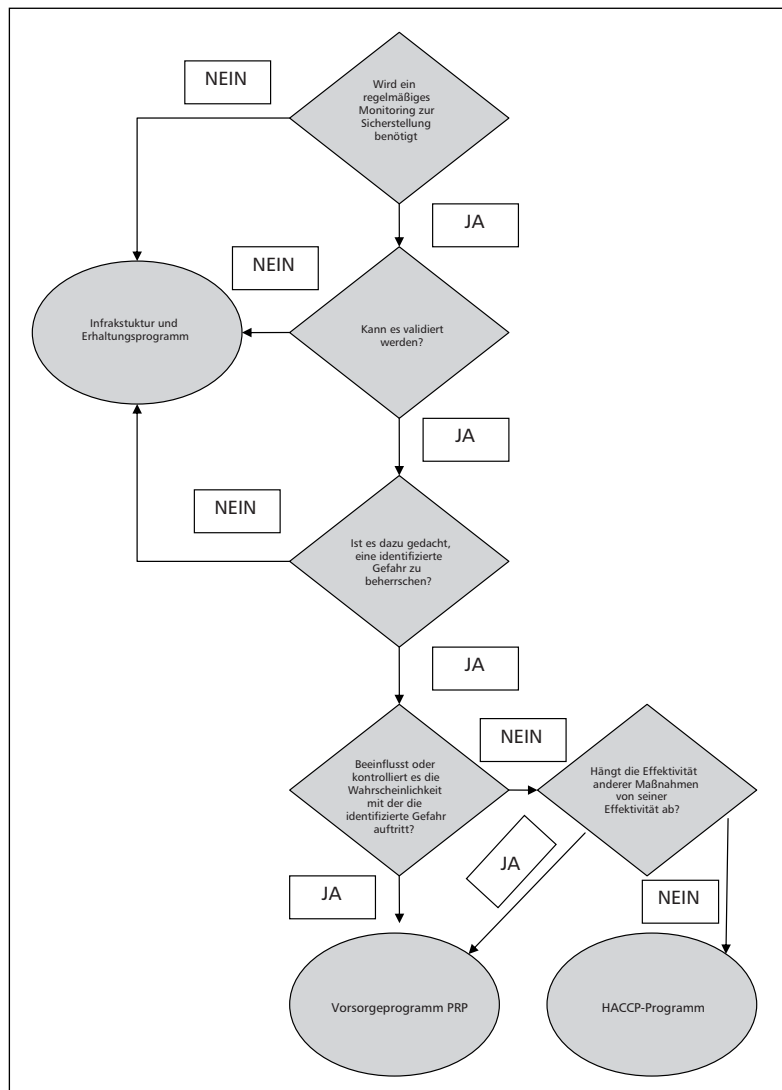 NEIN
Wird ein
regelmäßiges
Monitoring zur
Sicherstellung
benötigt
JA
NEIN
Infrakstuktur und
Erhaltungsprogramm
Kann es validiert
werden?
JA
NEIN
Ist es dazu gedacht,
eine identifizierte
Gefahr zu
beherrschen?
JA
Beeinflusst oder
kontrolliert es die
Wahrscheinlichkeit
mit der die
identifizierte Gefahr
auftritt?
NEIN
Hängt die Effektivität
anderer Maßnahmen
von seiner
Effektivität ab?
JA
JA
NEIN
Vorsorgeprogramm PRP
HACCP-Programm